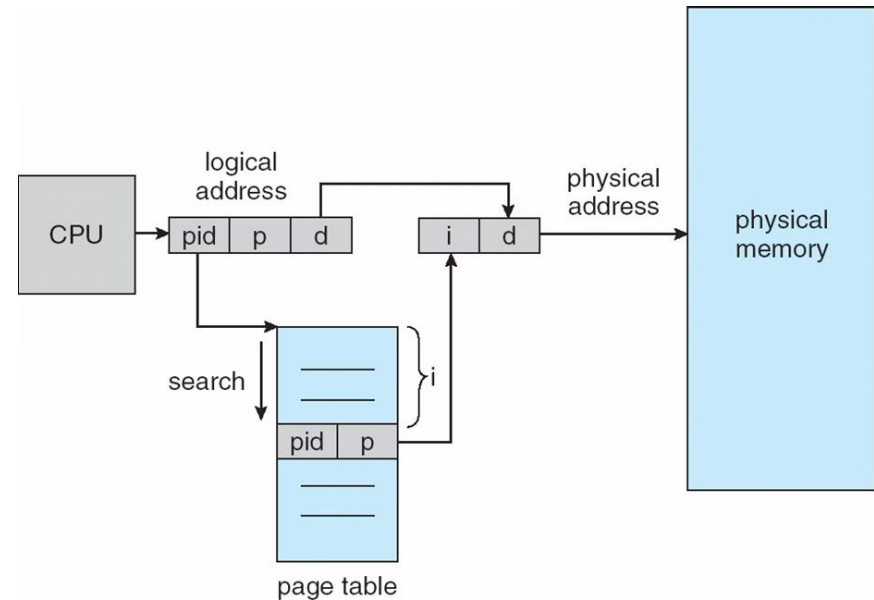 logical
address
CPU
pid p d
i d
physical
address
physical
memory
search
i
pid p
page table